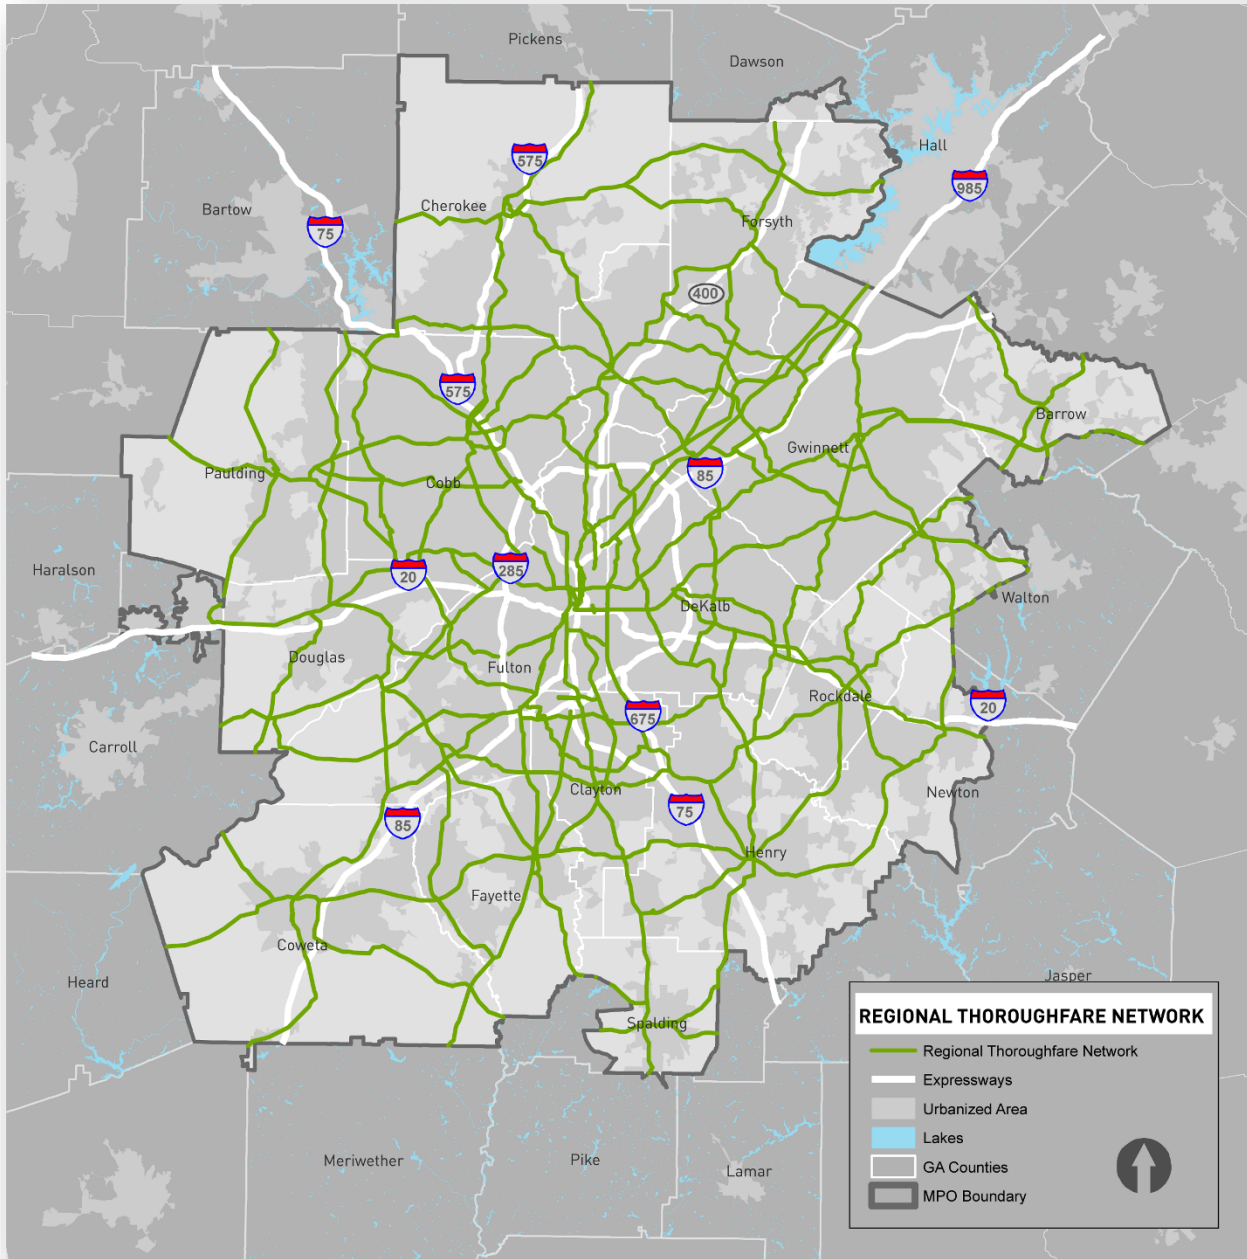 Pickens
Dawson
Hall
575
985
Bartow
Cherokee
75
Forsyth
400
575
Barrow
Gwinnett
Paulding
Cobb
85
Haralson
20
285
Walton
DeKalb
Douglas
Fulton
Rockdale
20
675
Carroll
Clayton
Newton
75
85
Henry
Fayette
Coweta
Heard
Jasper
Spalding
REGIONAL THOROUGHFARE NETWORK
Regional Thoroughfare Network
Expressways
Urbanized Area
Lakes
GA Counties
MPO Boundary
Meriwether
Pike
Lamar